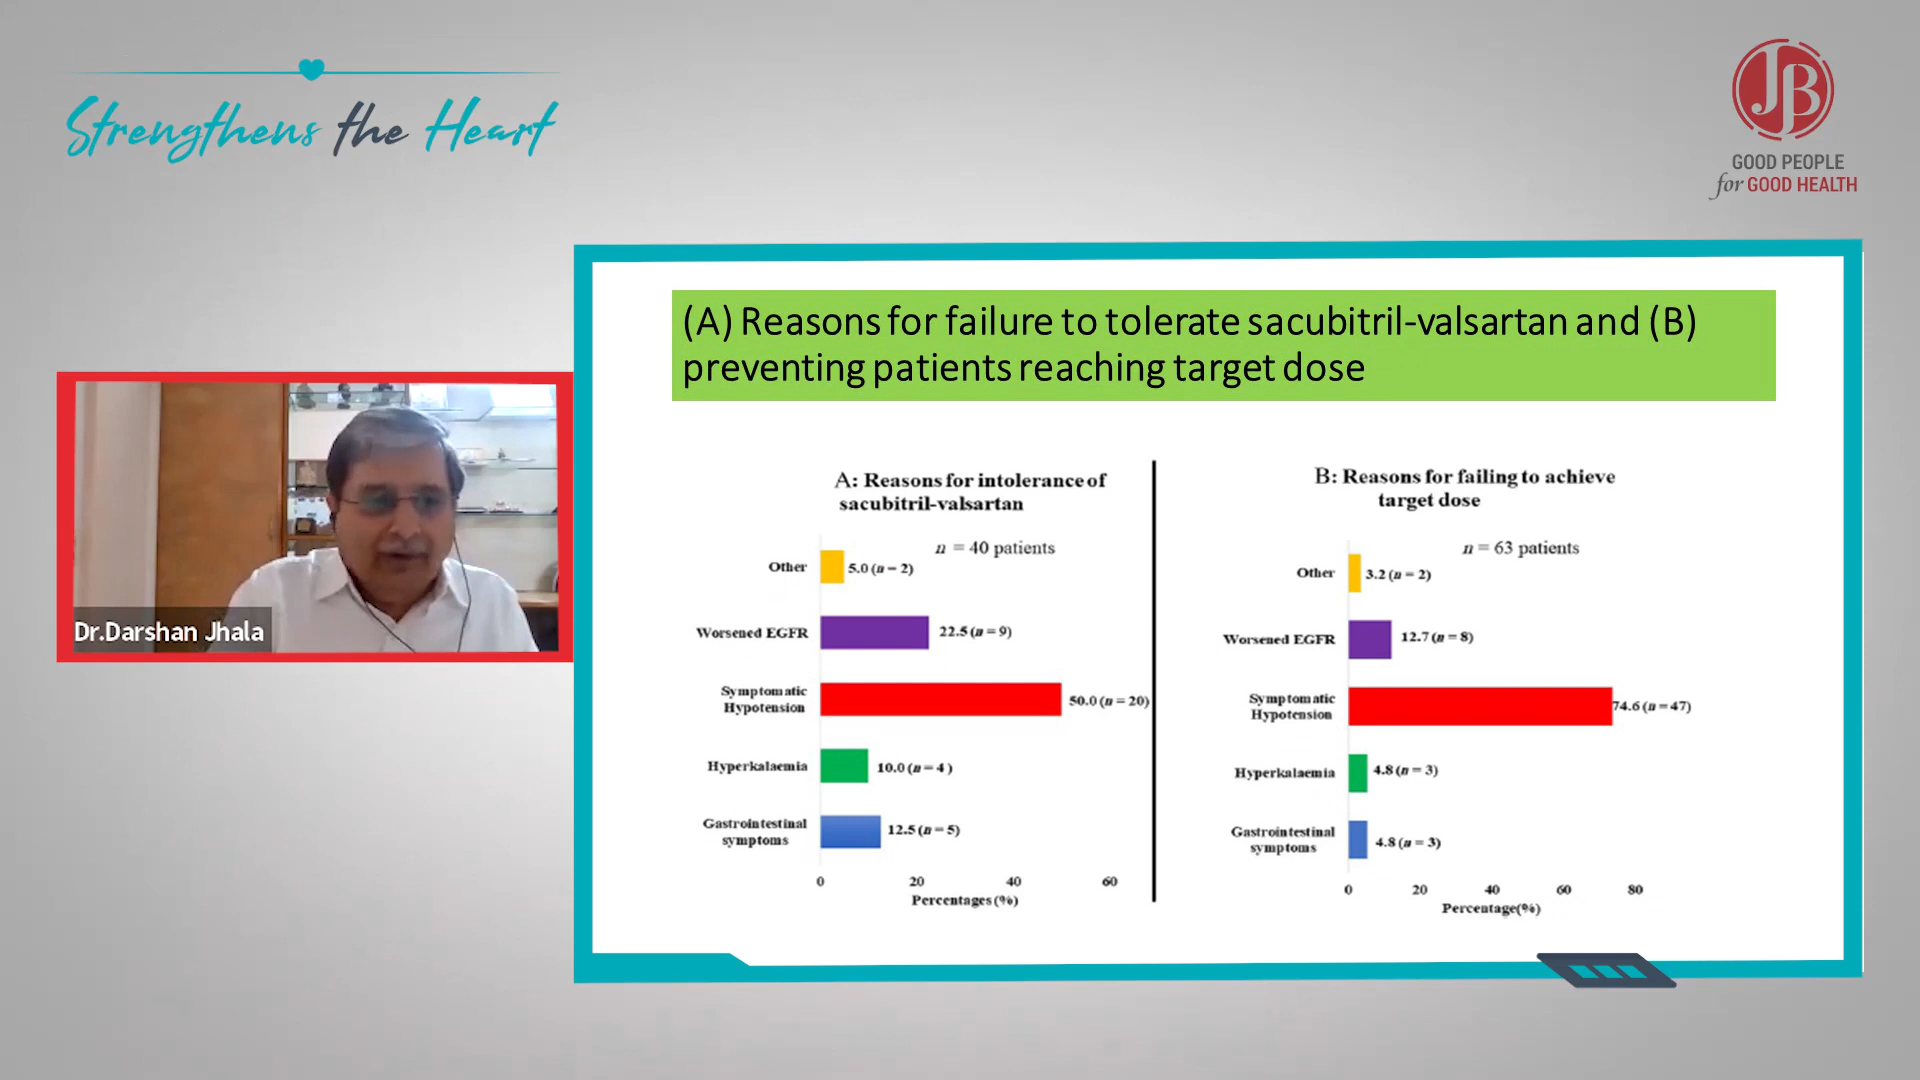 Strengthens the Heart
JB
GOOD PEOPLE
for GOOD HEALTH
(A) Reasons for failure to tolerate sacubitril-valsartan and (B)
preventing patients reaching target dose
Dr.Darshan Jhala
A: Reasons for intolerance of
sacubitril-valsartan
n = 40 patients
Other
5.0 (n = 2)
Worsened EGFR
22.5 (n = 9)
Symptomatic
Hypotension
50.0 (n = 20)
Hyperkalaemia
10.0 (n = 4 )
Gastrointestinal
symptoms
12.5 (n = 5)
0 20 40 60
Percentages (%)
B: Reasons for failing to achieve
target dose
n = 63 patients
Other
3.2 (n = 2)
Worsened EGFR
12.7 (n = 8)
Symptomatic
Hypotension
74.6 (n = 47)
Hyperkalaemia
4.8 (n = 3)
Gastrointestinal
symptoms
4.8 (n = 3)
0 20 40 60 80
Percentage(%)